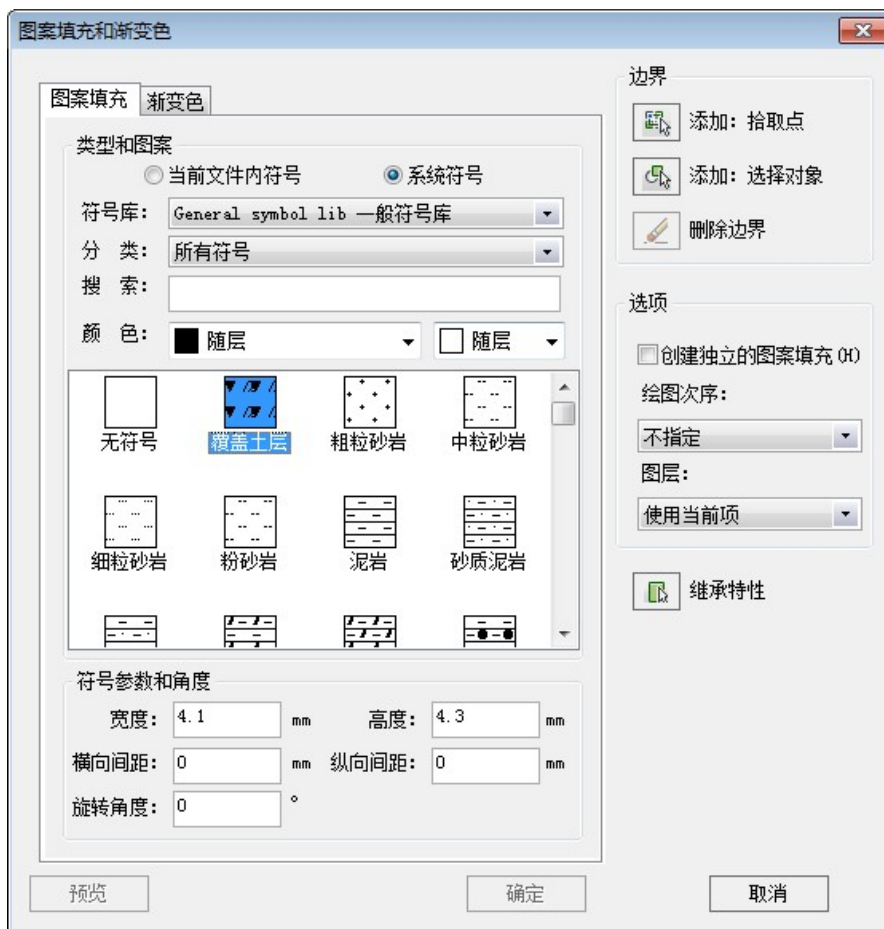 图案填充和渐变色
图案填充
渐变色
类型和图案
当前文件内符号
系统符号
符号库:
General symbol lib 一般符号库
分 类:
所有符号
搜 索:
颜 色:
随层
随层
无符号
覆盖土层
粗粒砂岩
中粒砂岩
细粒砂岩
粉砂岩
泥岩
砂质泥岩
符号参数和角度
宽度:
4.1
mm
高度:
4.3
mm
横向间距:
0
mm
纵向间距:
0
mm
旋转角度:
0
°
边界
添加: 拾取点
添加: 选择对象
删除边界
选项
创建独立的图案填充(H)
绘图次序:
不指定
图层:
使用当前项
继承特性
预览
确定
取消